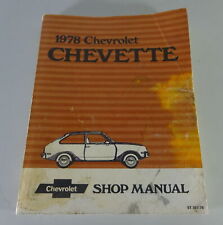 1978 Chevrolet
CHEVETTE
Chevrolet
SHOP MANUAL